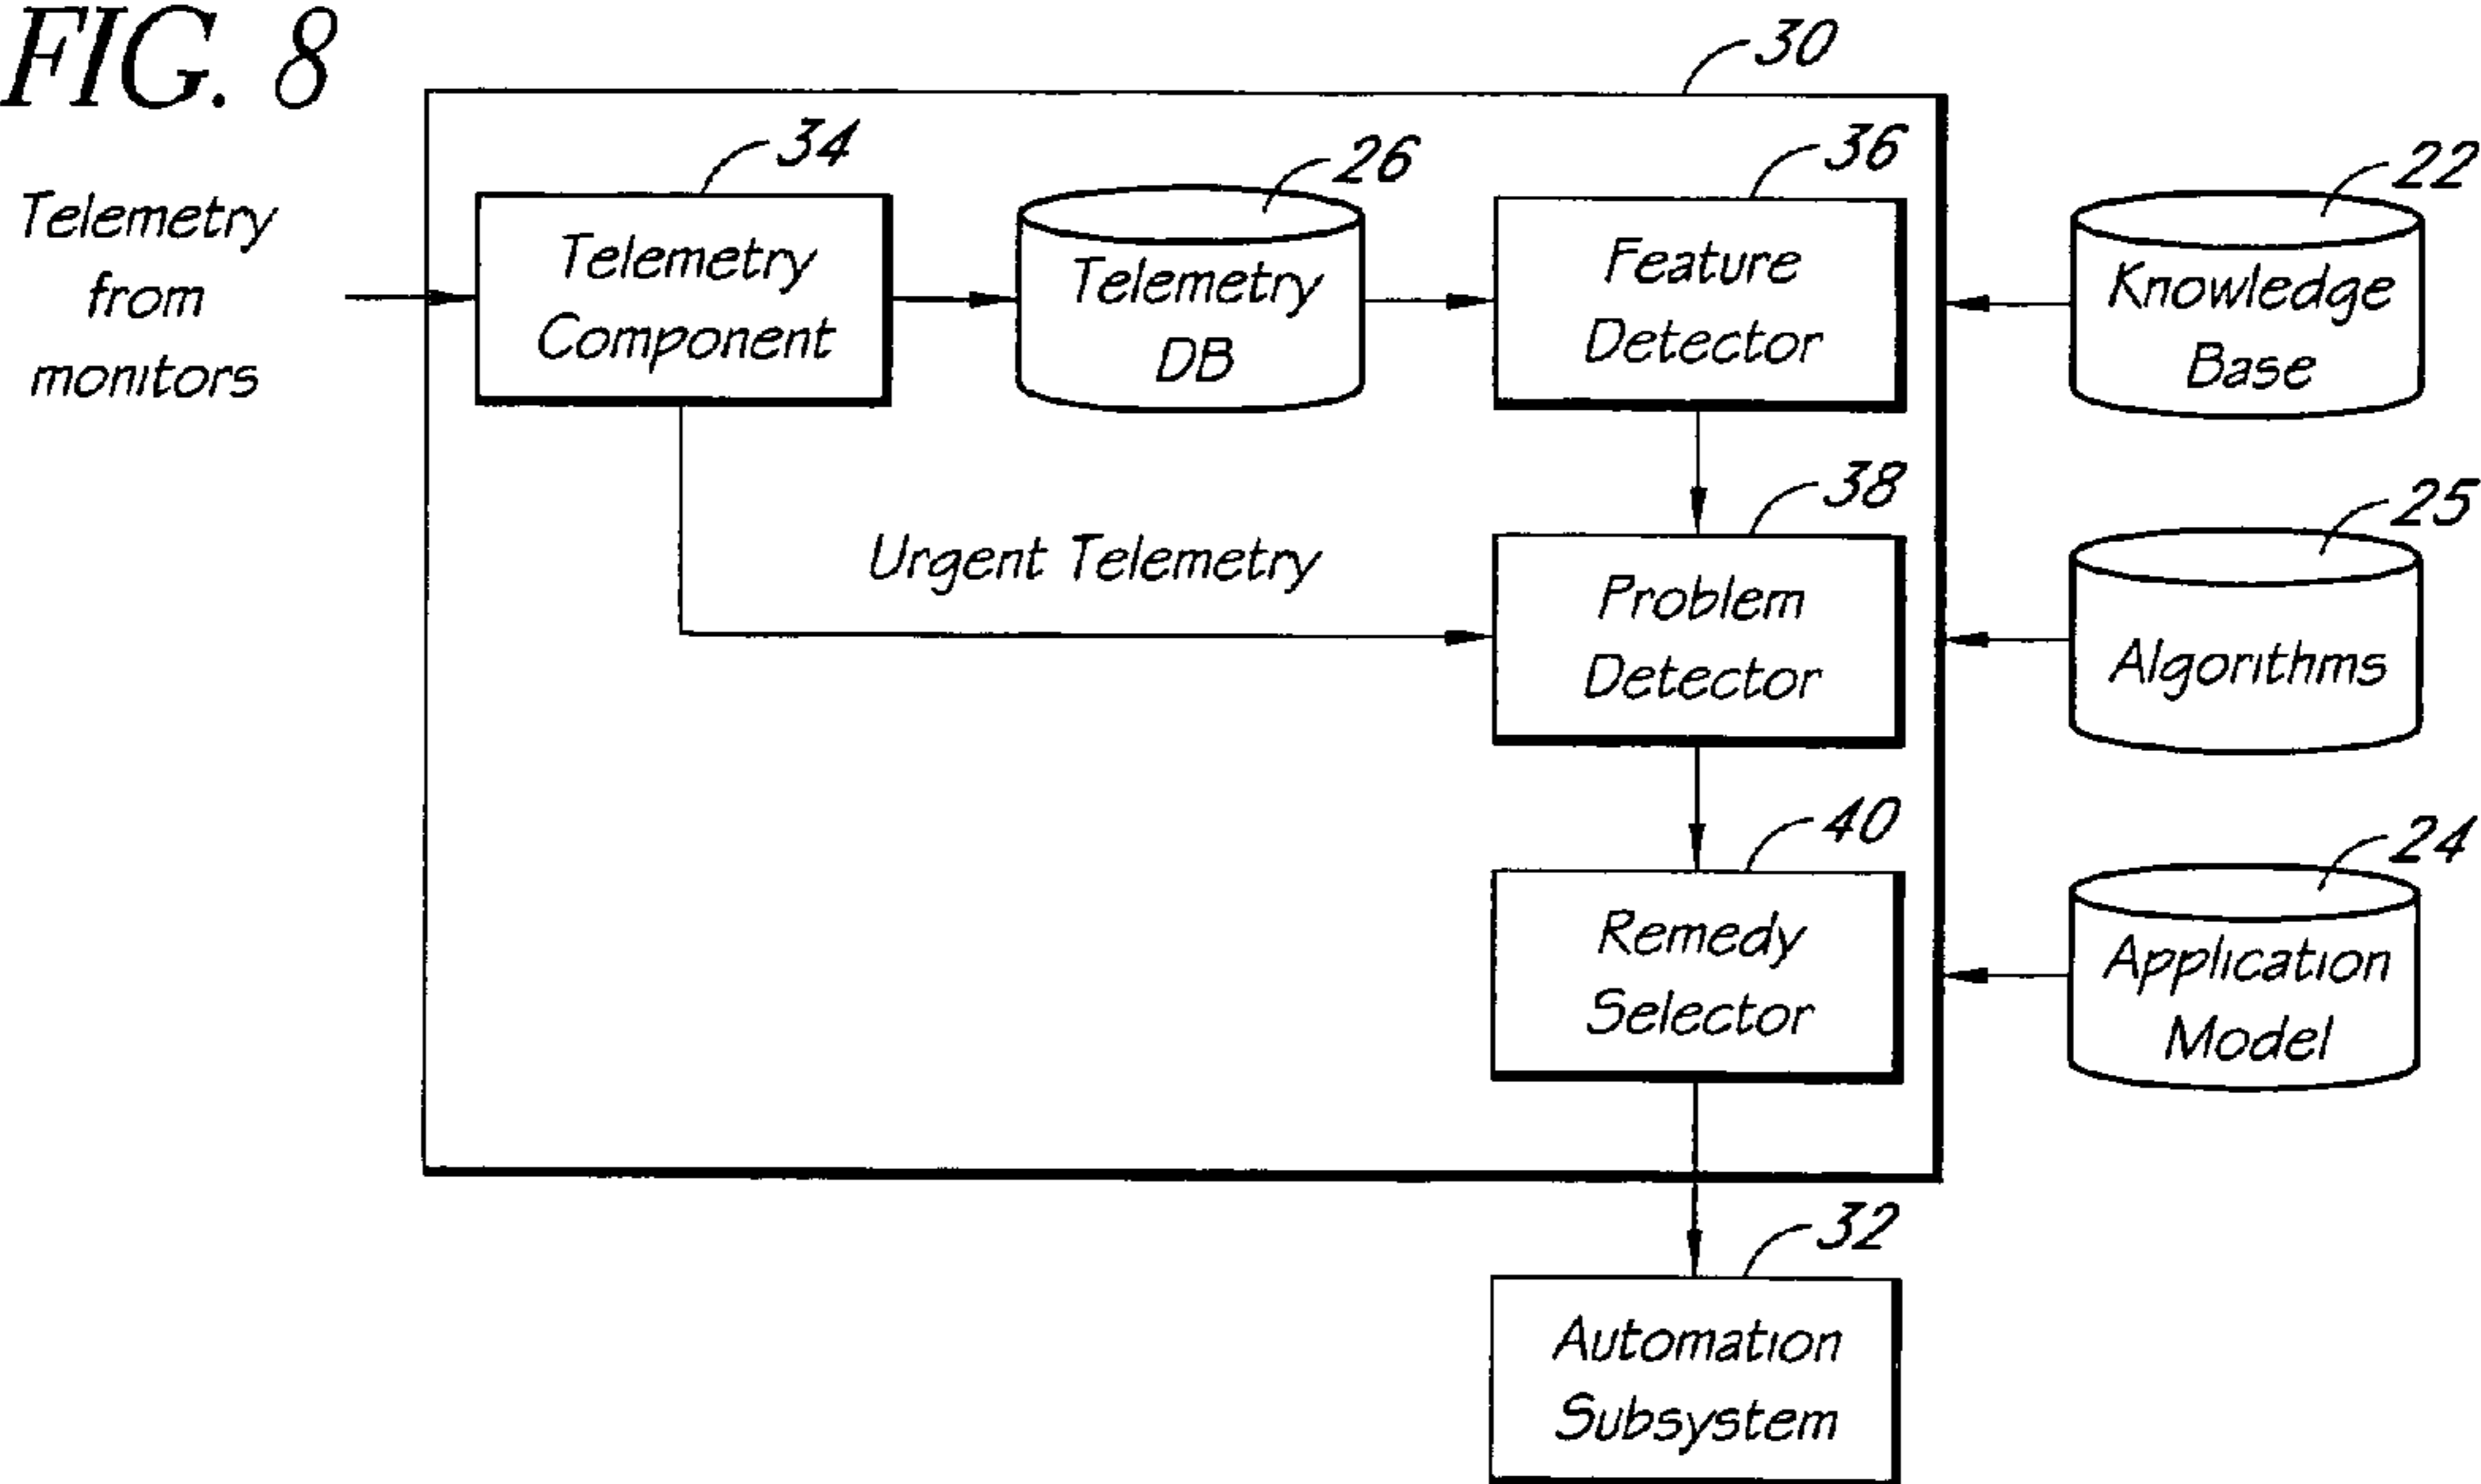 FIG. 8
30
34
26
36
22
Telemetry
from
monitors
Telemetry
Component
Telemetry
DB
Feature
Detector
Knowledge
Base
38
25
Urgent Telemetry
Problem
Detector
Algorithms
40
24
Remedy
Selector
Application
Model
32
Automation
Subsystem